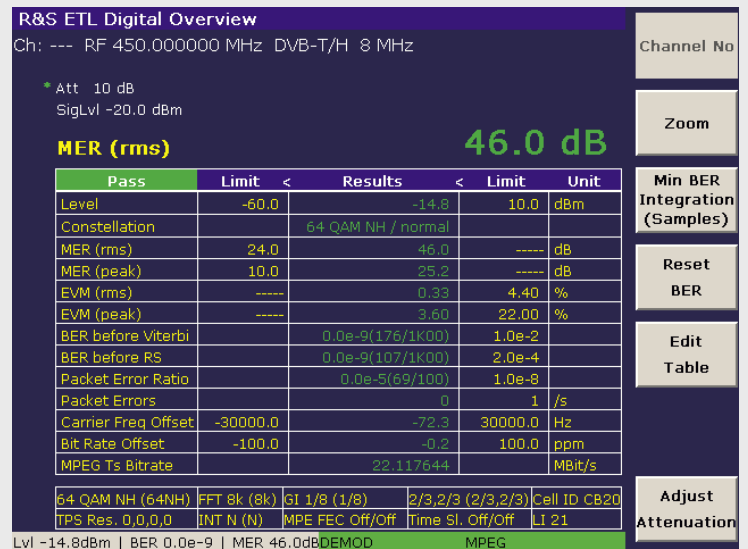 R&S ETL Digital Overview
Ch: --- RF 450.000000 MHz DVB-T/H 8 MHz
* Att 10 dB
SigLvl -20.0 dBm
MER (rms) 46.0 dB
Pass Limit < Results < Limit Unit
Level -60.0 -14.8 10.0 dBm
Constellation 64 QAM NH / normal
MER (rms) 24.0 46.0 ----- dB
MER (peak) 10.0 25.2 ----- dB
EVM (rms) ----- 0.33 4.40 %
EVM (peak) ----- 3.60 22.00 %
BER before Viterbi 0.0e-9(176/1K00) 1.0e-2
BER before RS 0.0e-9(107/1K00) 2.0e-4
Packet Error Ratio 0.0e-5(69/100) 1.0e-8
Packet Errors 0 1 /s
Carrier Freq Offset -30000.0 -72.3 30000.0 Hz
Bit Rate Offset -100.0 -0.2 100.0 ppm
MPEG Ts Bitrate 22.117644 MBit/s
64 QAM NH (64NH) FFT 8k (8k) GI 1/8 (1/8) 2/3,2/3 (2/3,2/3) Cell ID CB20
TPS Res. 0,0,0,0 INT N (N) MPE FEC Off/Off Time Sl. Off/Off LI 21
Lvl -14.8dBm | BER 0.0e-9 | MER 46.0dB DEMOD MPEG
Channel No
Zoom
Min BER
Integration
(Samples)
Reset
BER
Edit
Table
Adjust
Attenuation